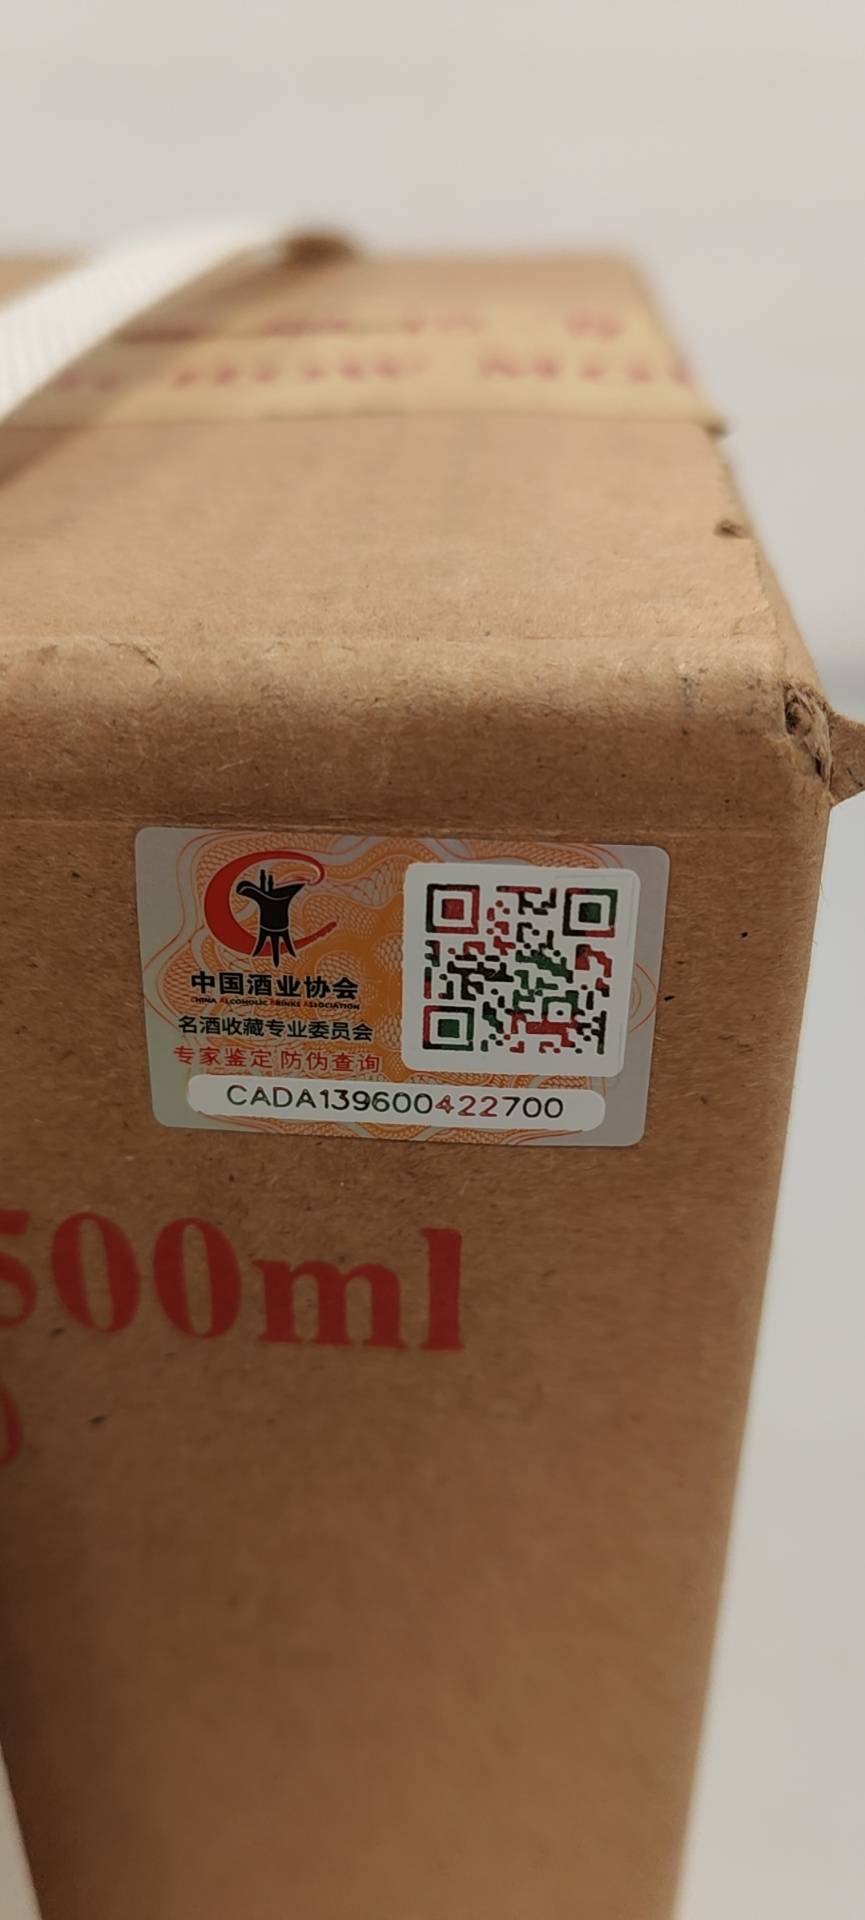 中国酒业协会
CHINA ALCOHOLIC DRINKS ASSOCIATION
名酒收藏专业委员会
专家鉴定 防伪查询
CADA139600422700
500ml